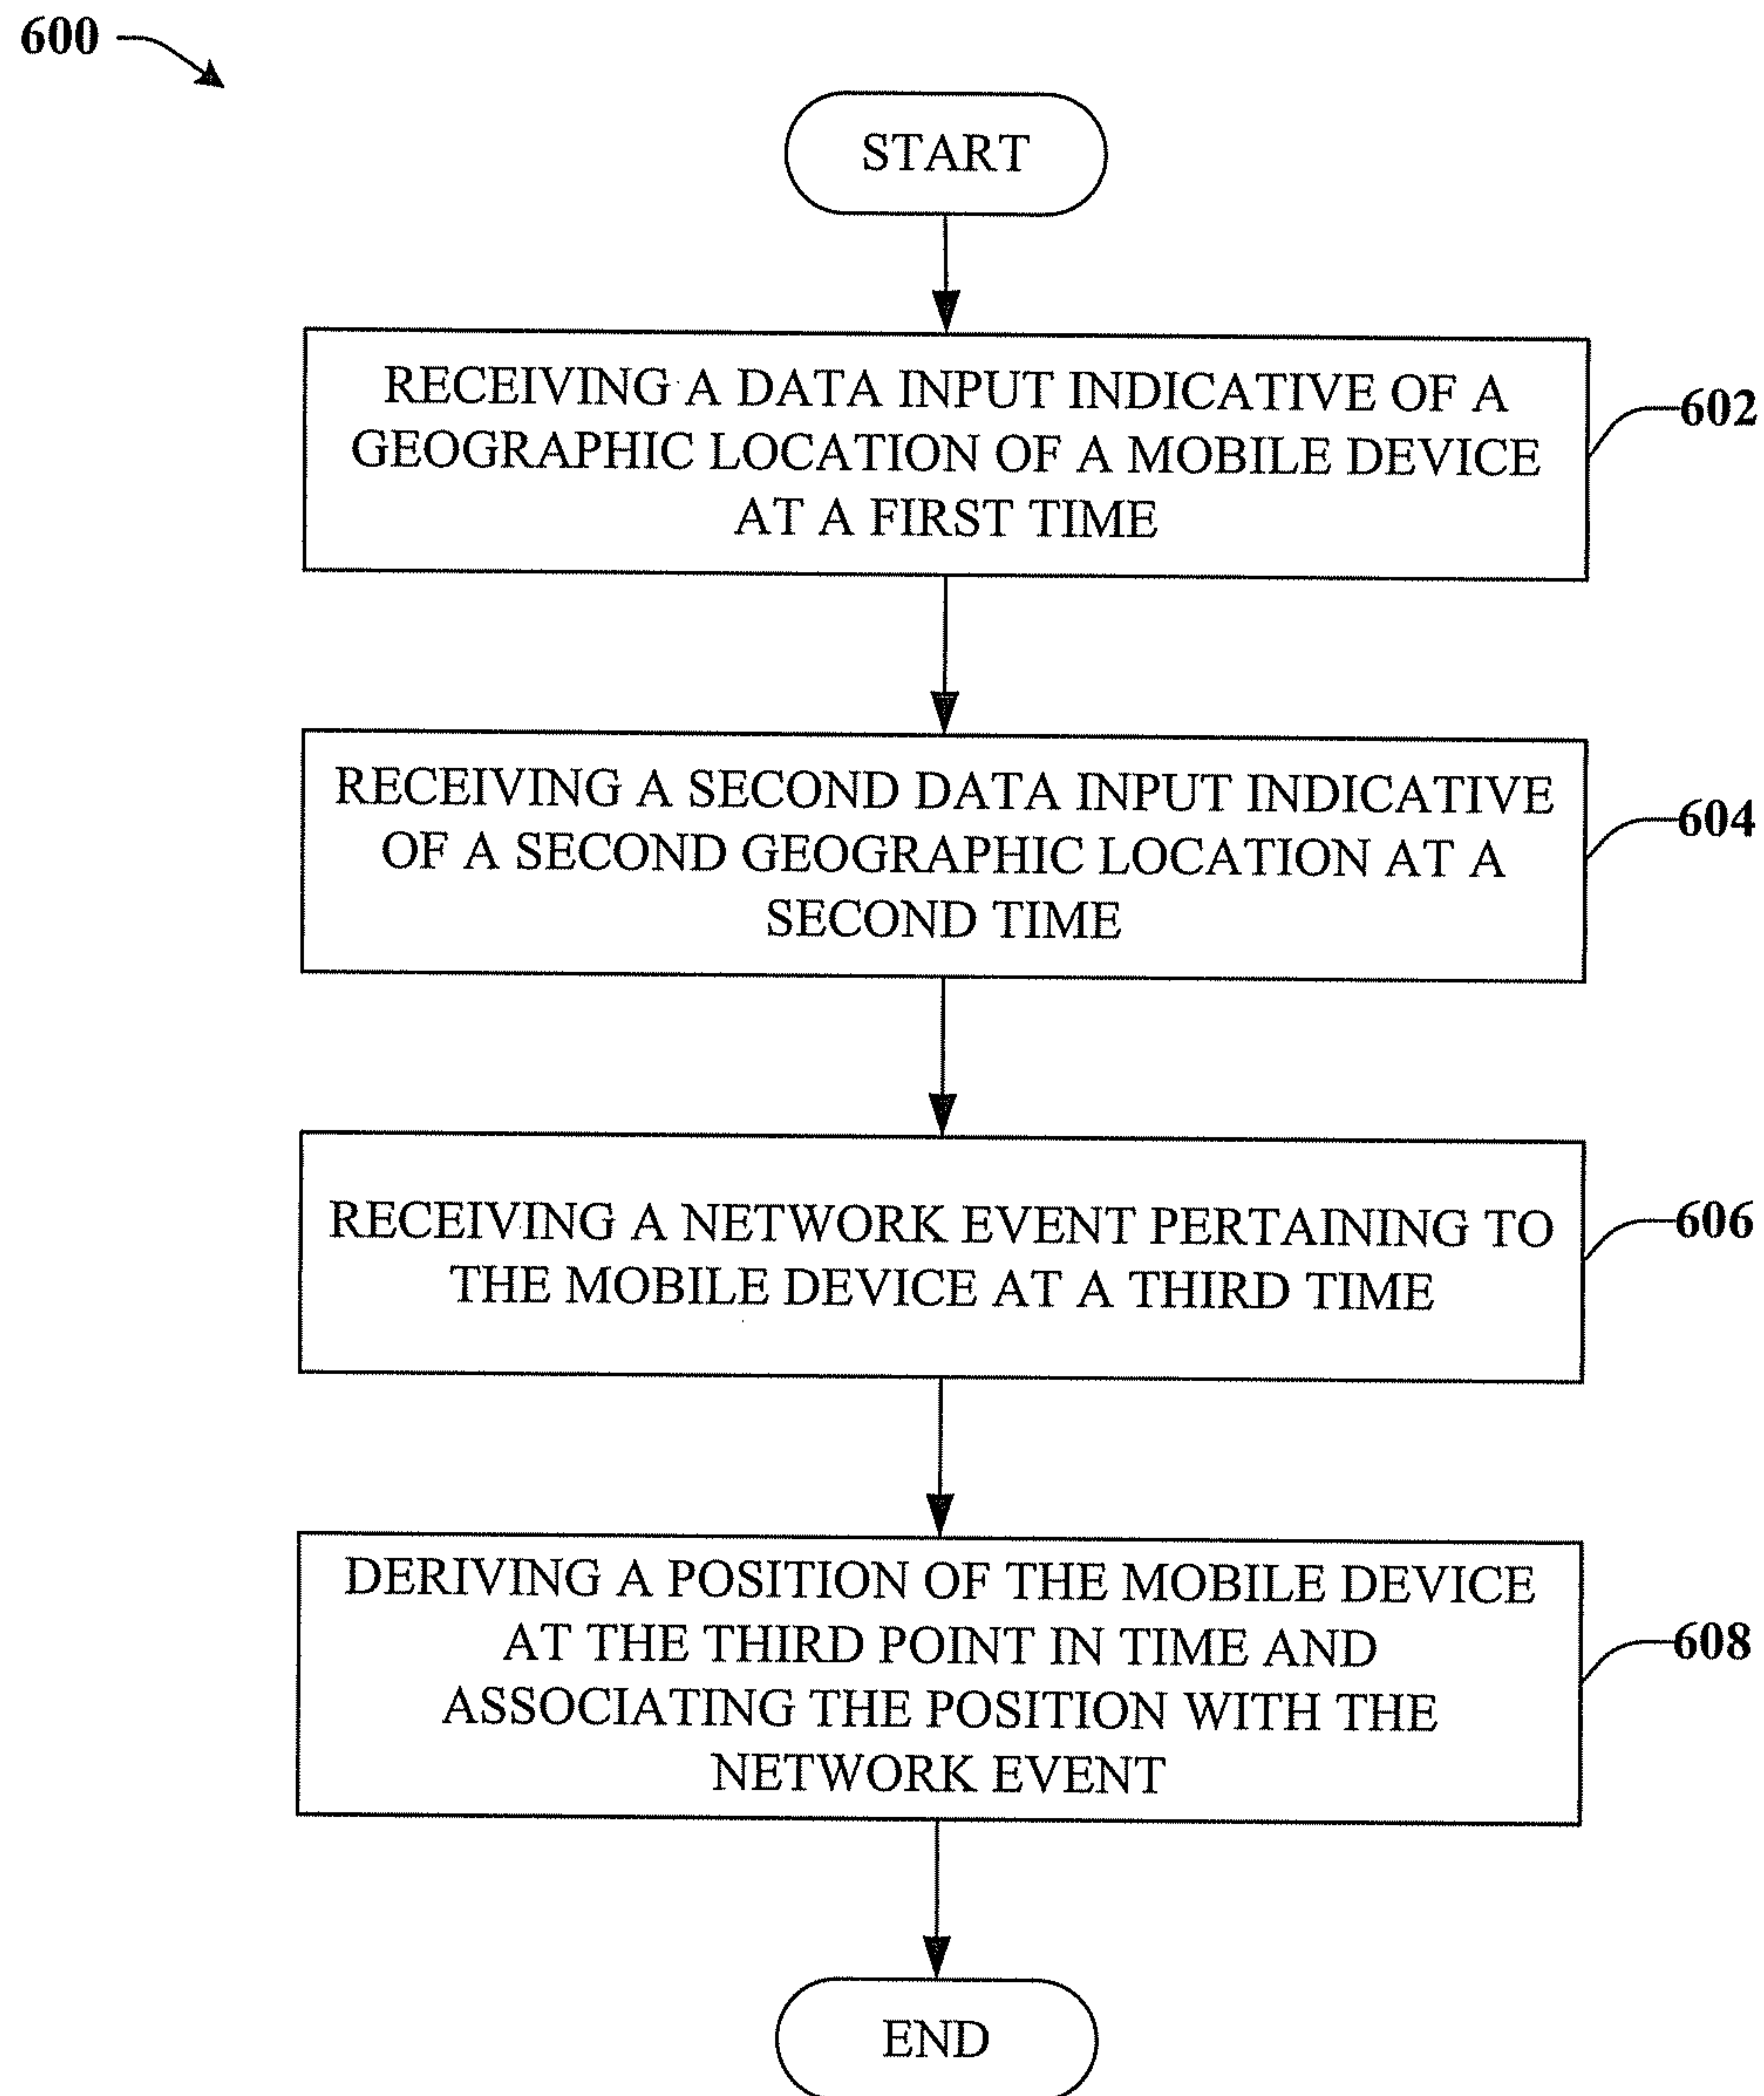 600
START
RECEIVING A DATA INPUT INDICATIVE OF A
GEOGRAPHIC LOCATION OF A MOBILE DEVICE
AT A FIRST TIME
602
RECEIVING A SECOND DATA INPUT INDICATIVE
OF A SECOND GEOGRAPHIC LOCATION AT A
SECOND TIME
604
RECEIVING A NETWORK EVENT PERTAINING TO
THE MOBILE DEVICE AT A THIRD TIME
606
DERIVING A POSITION OF THE MOBILE DEVICE
AT THE THIRD POINT IN TIME AND
ASSOCIATING THE POSITION WITH THE
NETWORK EVENT
608
END